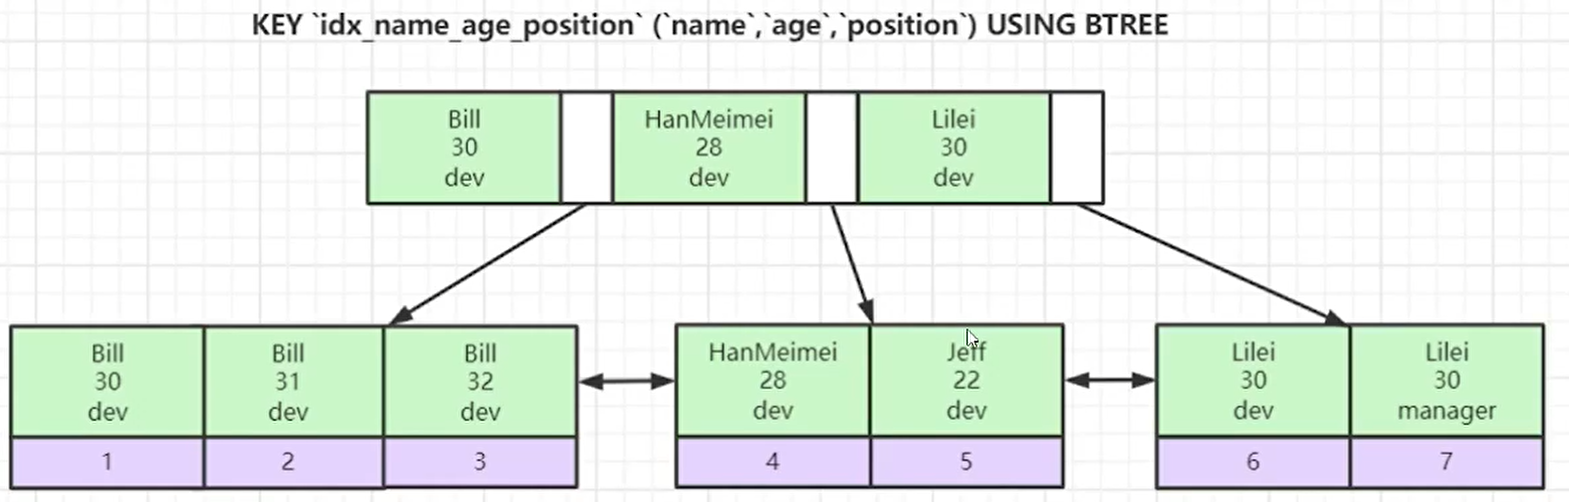 KEY `idx_name_age_position` (`name`,`age`,`position`) USING BTREE
Bill
30
dev
HanMeimei
28
dev
Lilei
30
dev
Bill
30
dev
1
Bill
31
dev
2
Bill
32
dev
3
HanMeimei
28
dev
4
Jeff
22
dev
5
Lilei
30
dev
6
Lilei
30
manager
7